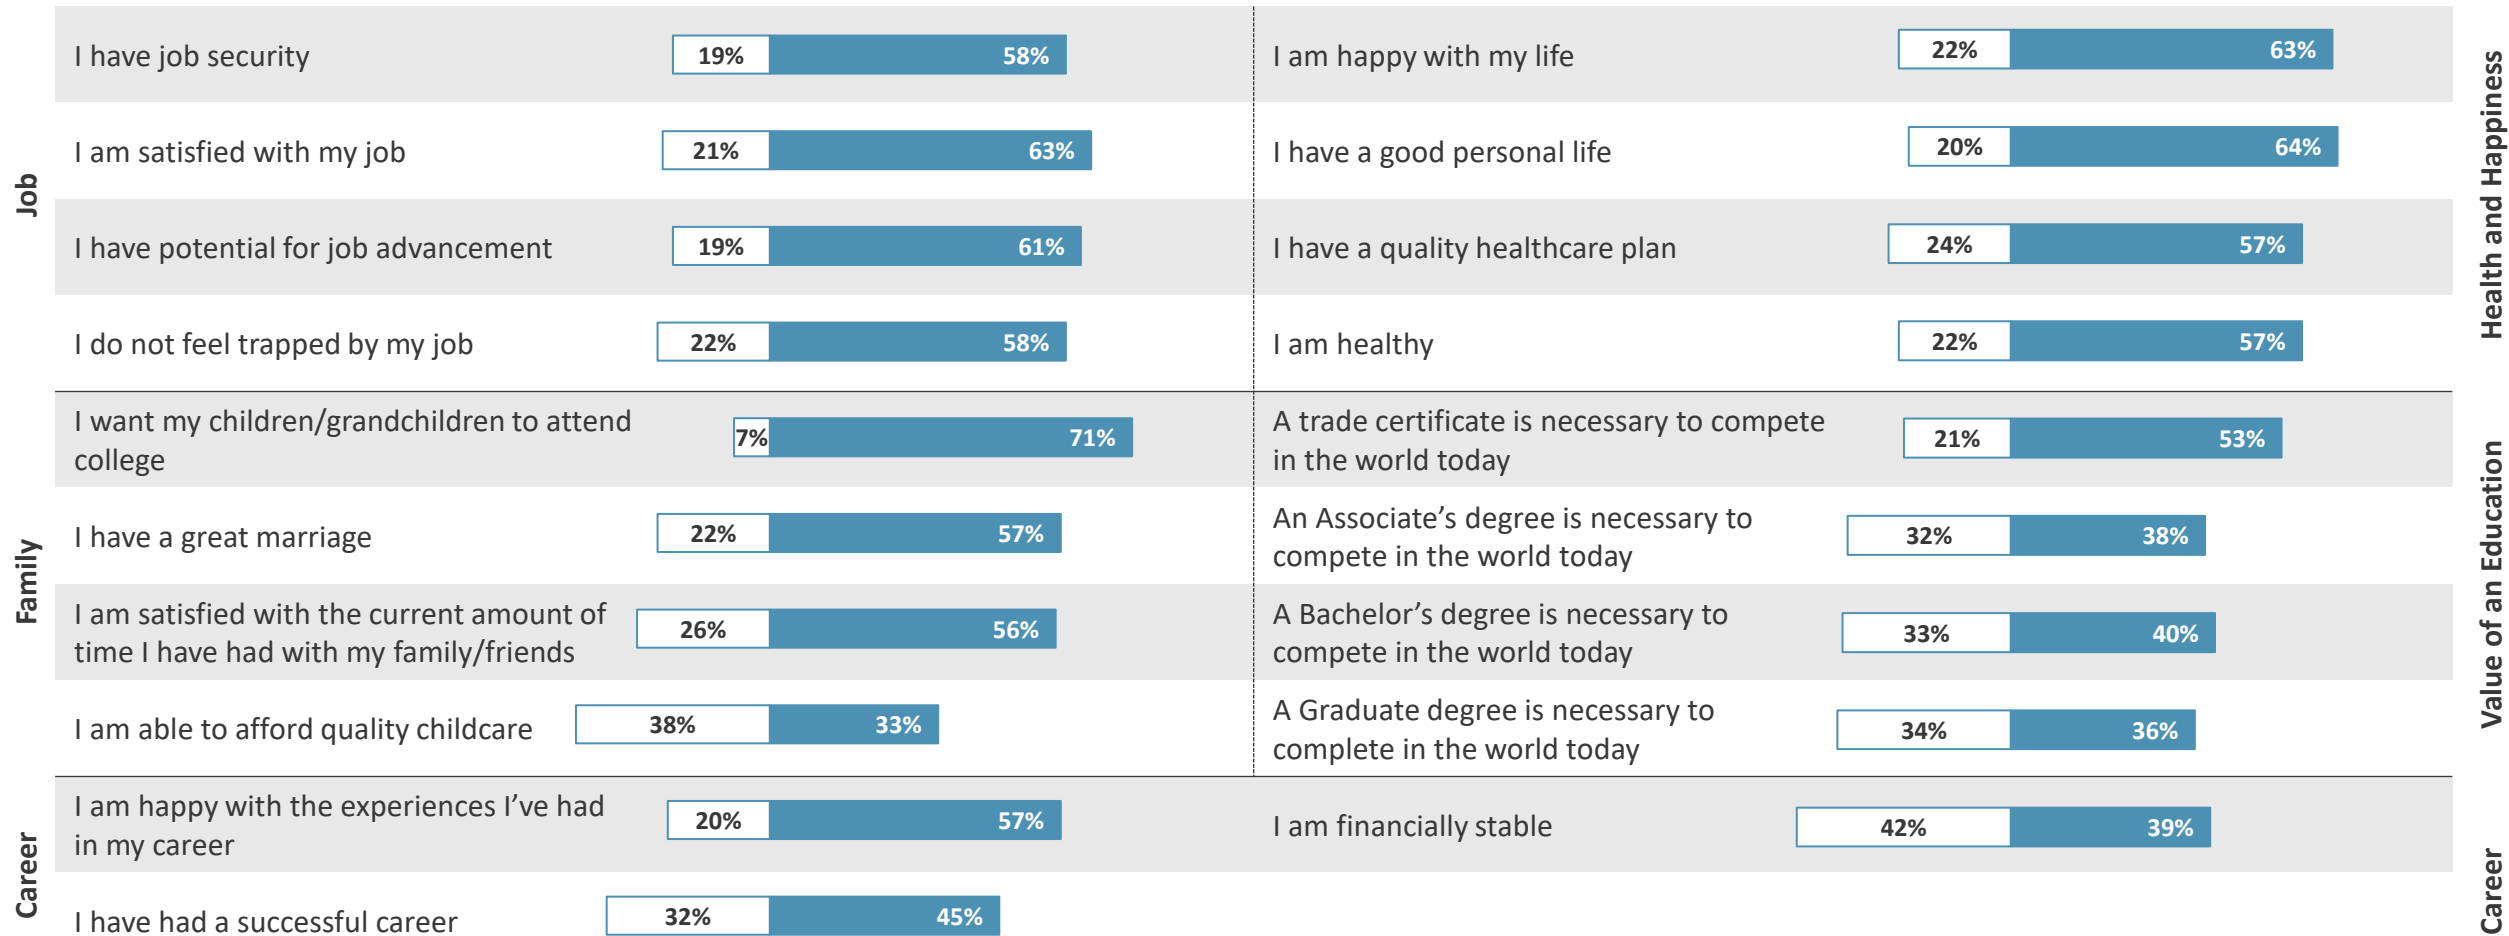 Job
I have job security
19%
58%
I am satisfied with my job
21%
63%
I have potential for job advancement
19%
61%
I do not feel trapped by my job
22%
58%
Family
I want my children/grandchildren to attend
college
7%
71%
I have a great marriage
22%
57%
I am satisfied with the current amount of
time I have had with my family/friends
26%
56%
I am able to afford quality childcare
38%
33%
Career
I am happy with the experiences I’ve had
in my career
20%
57%
I have had a successful career
32%
45%
Health and Happiness
I am happy with my life
22%
63%
I have a good personal life
20%
64%
I have a quality healthcare plan
24%
57%
I am healthy
22%
57%
Value of an Education
A trade certificate is necessary to compete
in the world today
21%
53%
An Associate’s degree is necessary to
compete in the world today
32%
38%
A Bachelor’s degree is necessary to
compete in the world today
33%
40%
A Graduate degree is necessary to
complete in the world today
34%
36%
Career
I am financially stable
42%
39%